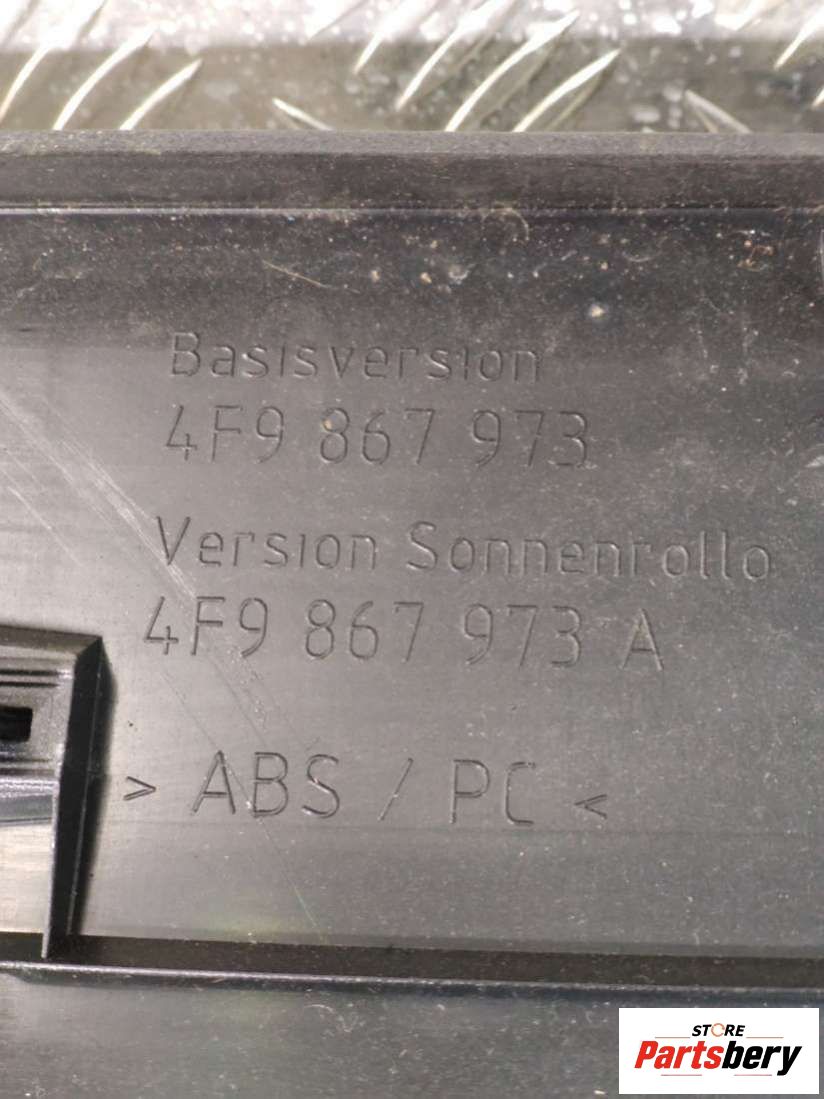 Basisversion
4F9 867 973
Version Sonnenrollo
4F9 867 973 A
> ABS / PC <
STORE
Partsbery